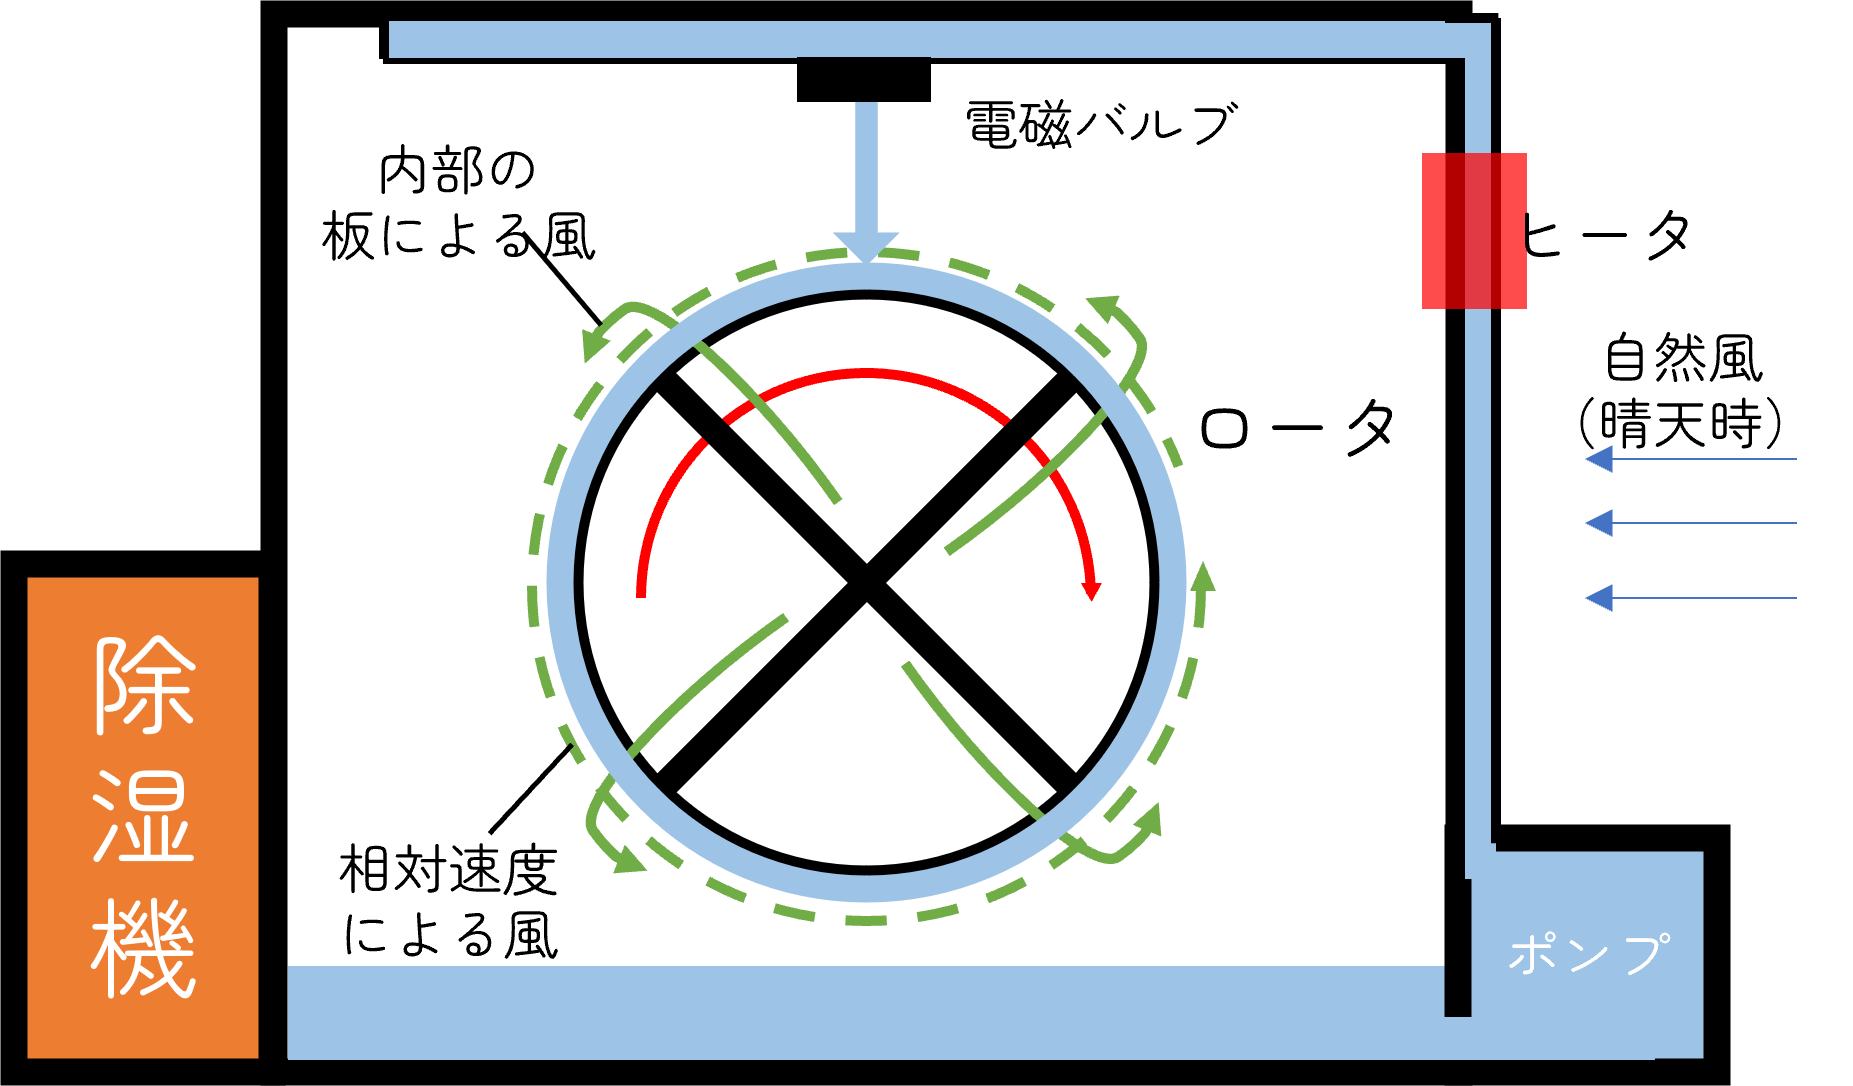 電磁バルブ
内部の
板による風
ヒータ
自然風
（晴天時）
ロータ
除湿機
相対速度
による風
ポンプ